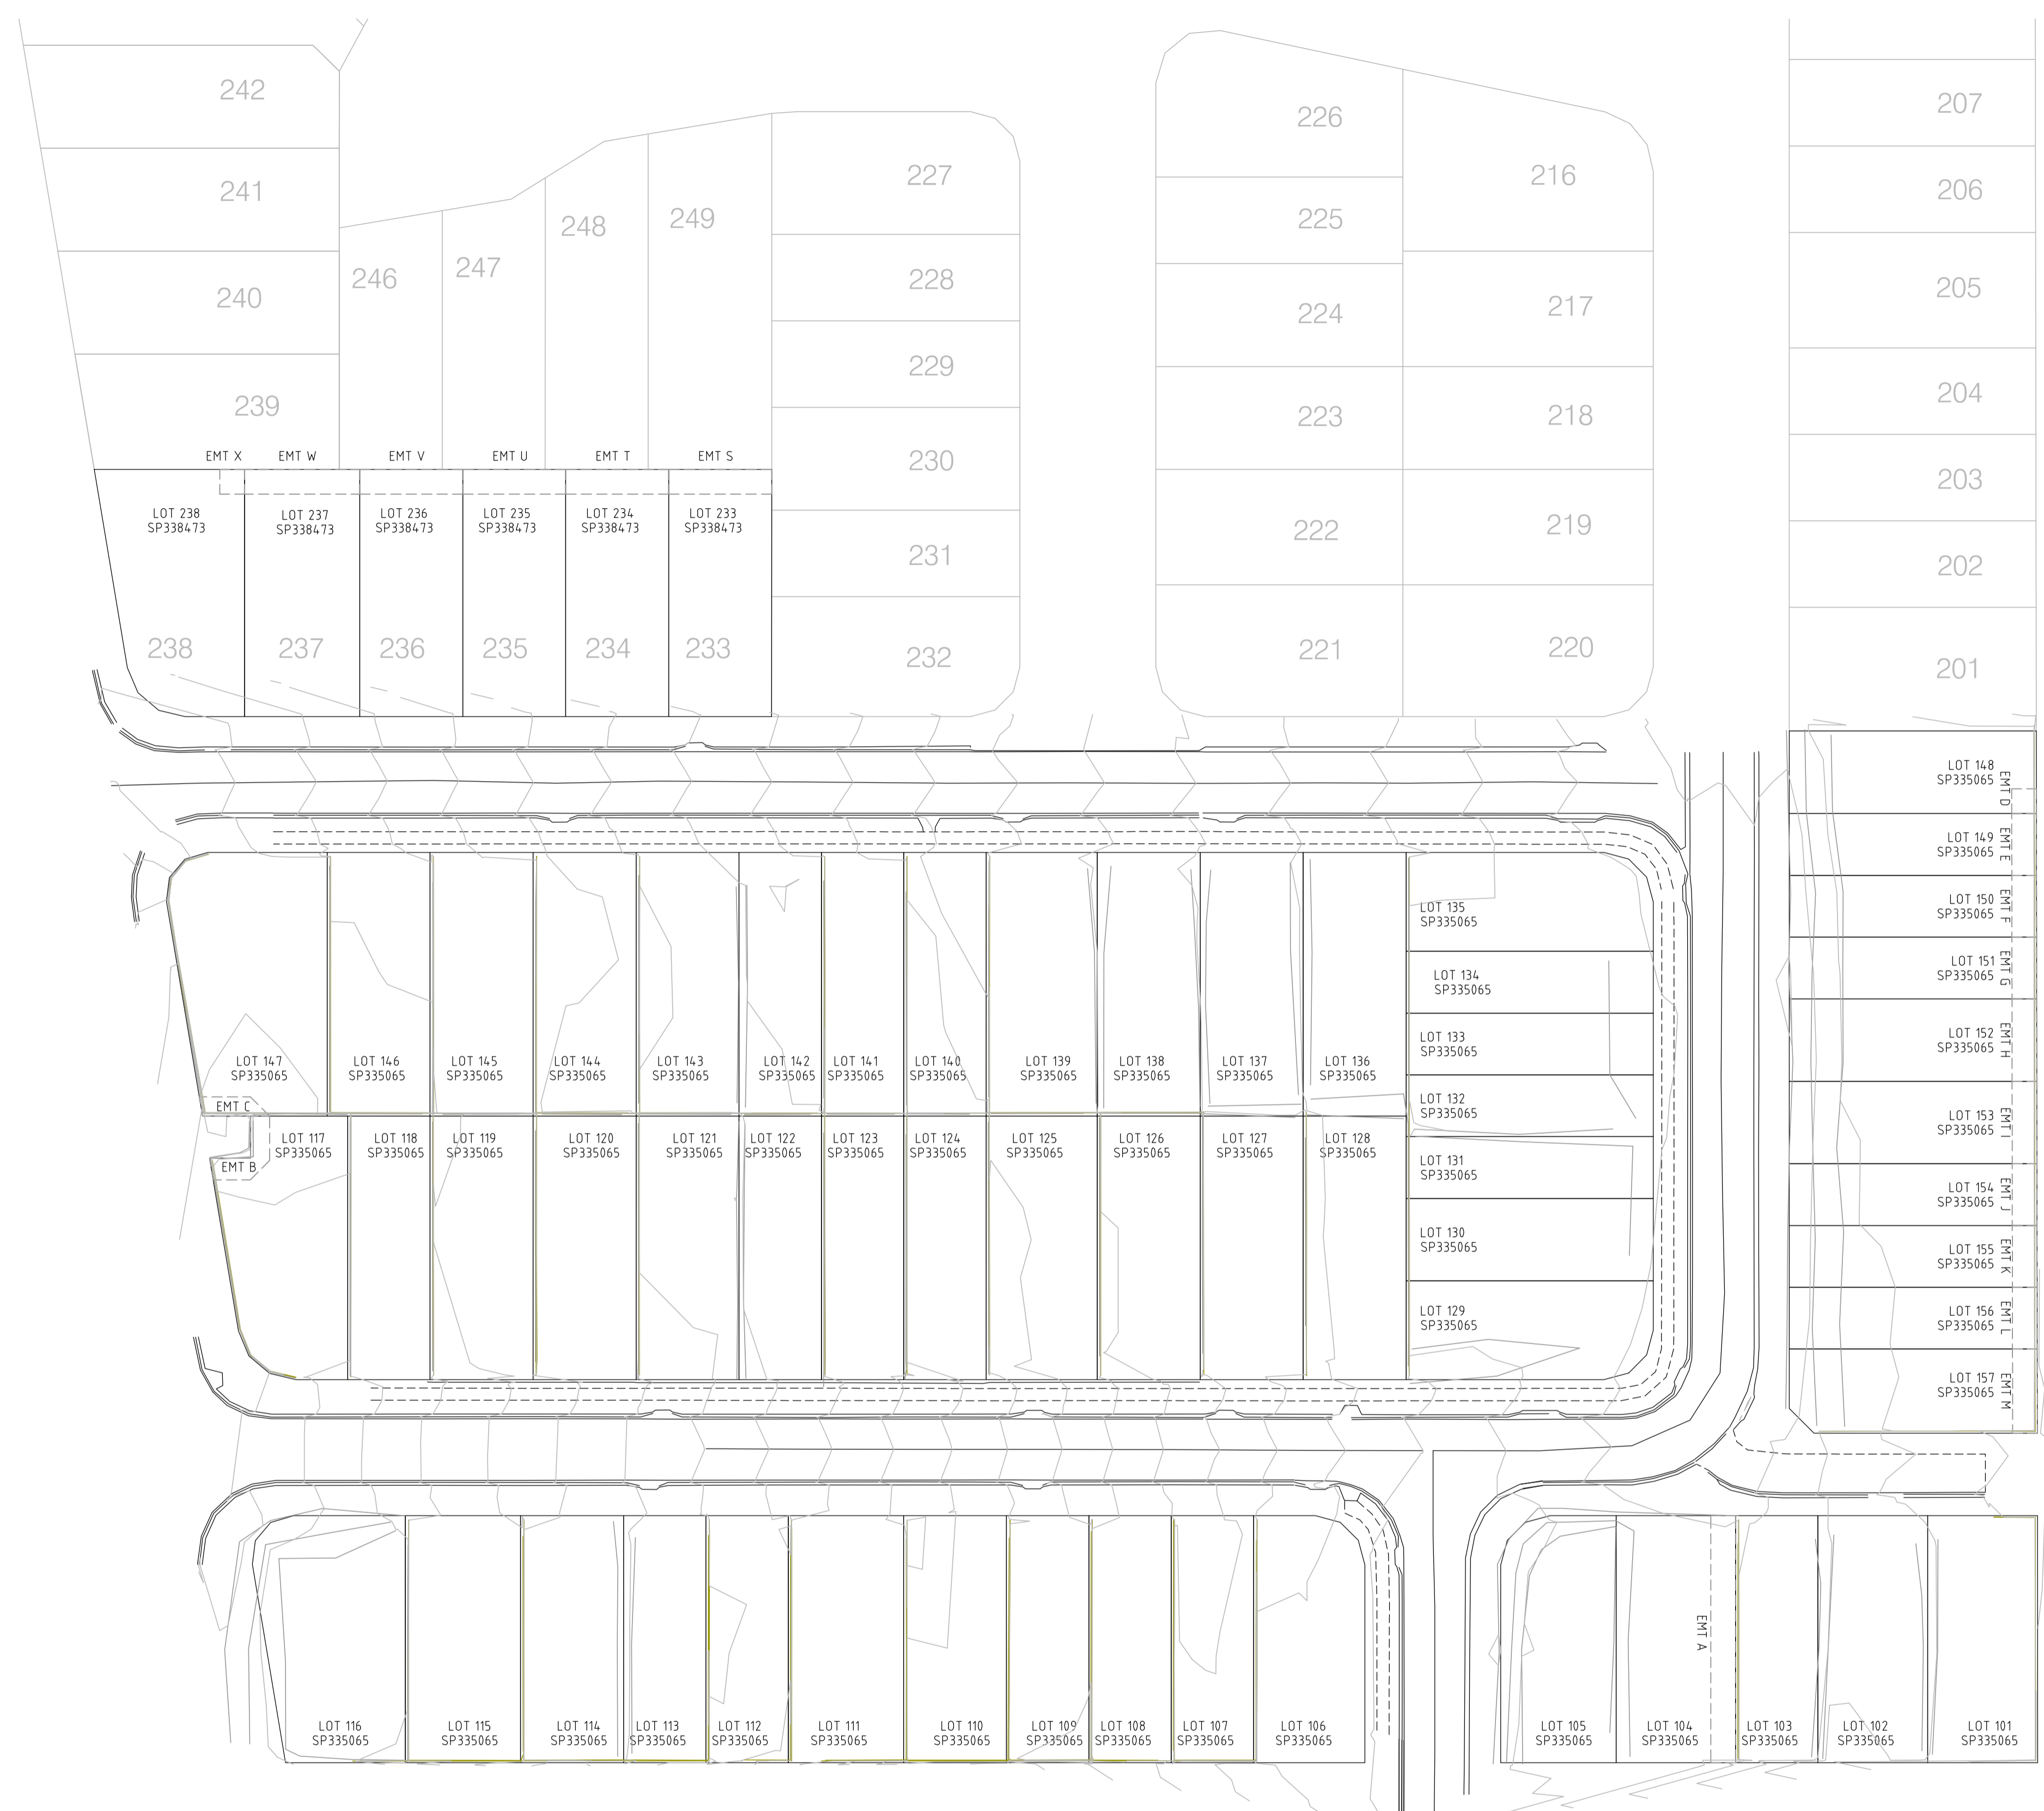 242
207
226
227
216
241
206
249
225
248
247
246
228
205
240
217
224
229
204
239
218
223
EMT X
EMT W
EMT V
EMT U
EMT T
EMT S
230
203
LOT 238
SP338473
LOT 237
SP338473
LOT 236
SP338473
LOT 235
SP338473
LOT 234
SP338473
LOT 233
SP338473
222
219
231
202
238
237
236
235
234
233
232
221
220
201
LOT 148
SP335065
EMT D
LOT 149
SP335065
EMT E
LOT 150
SP335065
EMT F
LOT 151
SP335065
EMT G
LOT 152
SP335065
EMT H
LOT 153
SP335065
EMT I
LOT 154
SP335065
EMT J
LOT 155
SP335065
EMT K
LOT 156
SP335065
EMT L
LOT 157
SP335065
EMT M
LOT 135
SP335065
LOT 134
SP335065
LOT 133
SP335065
LOT 132
SP335065
LOT 131
SP335065
LOT 130
SP335065
LOT 129
SP335065
LOT 147
SP335065
LOT 146
SP335065
LOT 145
SP335065
LOT 144
SP335065
LOT 143
SP335065
LOT 142
SP335065
LOT 141
SP335065
LOT 140
SP335065
LOT 139
SP335065
LOT 138
SP335065
LOT 137
SP335065
LOT 136
SP335065
EMT C
EMT B
LOT 117
SP335065
LOT 118
SP335065
LOT 119
SP335065
LOT 120
SP335065
LOT 121
SP335065
LOT 122
SP335065
LOT 123
SP335065
LOT 124
SP335065
LOT 125
SP335065
LOT 126
SP335065
LOT 127
SP335065
LOT 128
SP335065
EMT A
LOT 116
SP335065
LOT 115
SP335065
LOT 114
SP335065
LOT 113
SP335065
LOT 112
SP335065
LOT 111
SP335065
LOT 110
SP335065
LOT 109
SP335065
LOT 108
SP335065
LOT 107
SP335065
LOT 106
SP335065
LOT 105
SP335065
LOT 104
SP335065
LOT 103
SP335065
LOT 102
SP335065
LOT 101
SP335065